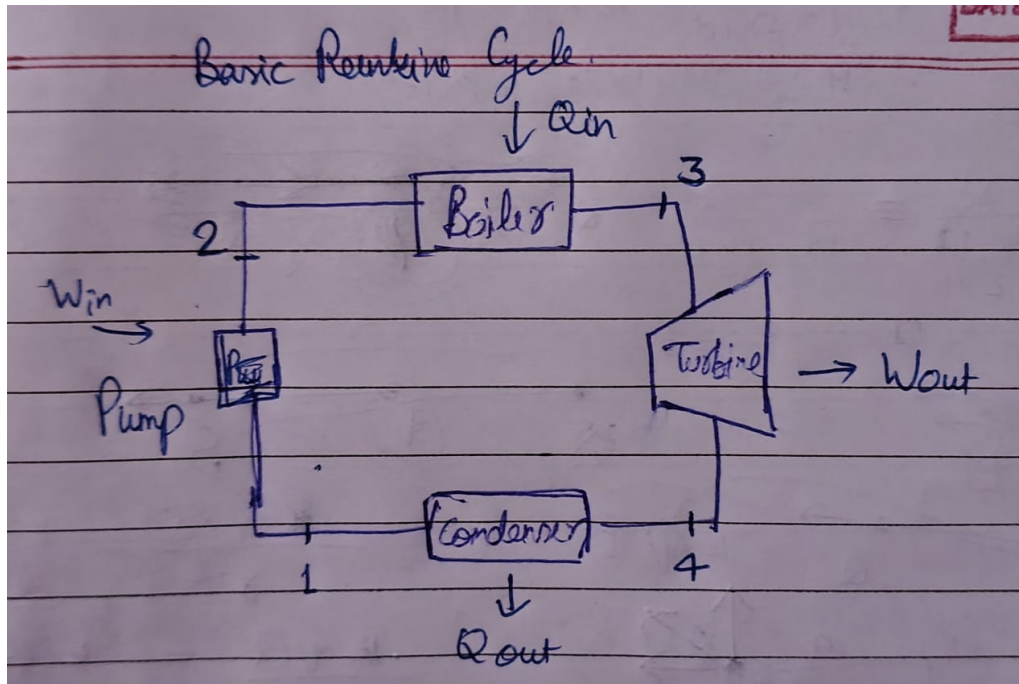 Basic Rankine Cycle.
Qin
3
Boiler
2
Win
Turbine
Wout
Pump
Condenser
1
4
Qout